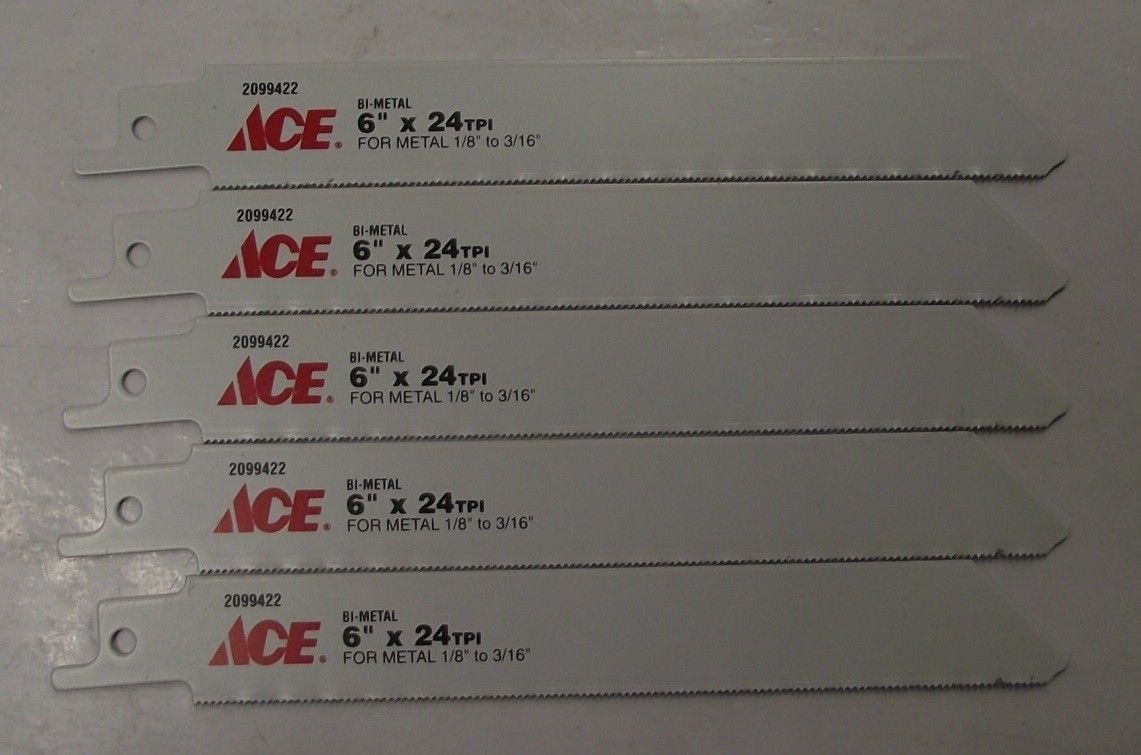 2099422
ACE®
BI-METAL
6" x 24TPI
FOR METAL 1/8" to 3/16"
2099422
ACE®
BI-METAL
6" x 24TPI
FOR METAL 1/8" to 3/16"
2099422
ACE®
BI-METAL
6" x 24TPI
FOR METAL 1/8" to 3/16"
2099422
ACE®
BI-METAL
6" x 24TPI
FOR METAL 1/8" to 3/16"
2099422
ACE®
BI-METAL
6" x 24TPI
FOR METAL 1/8" to 3/16"